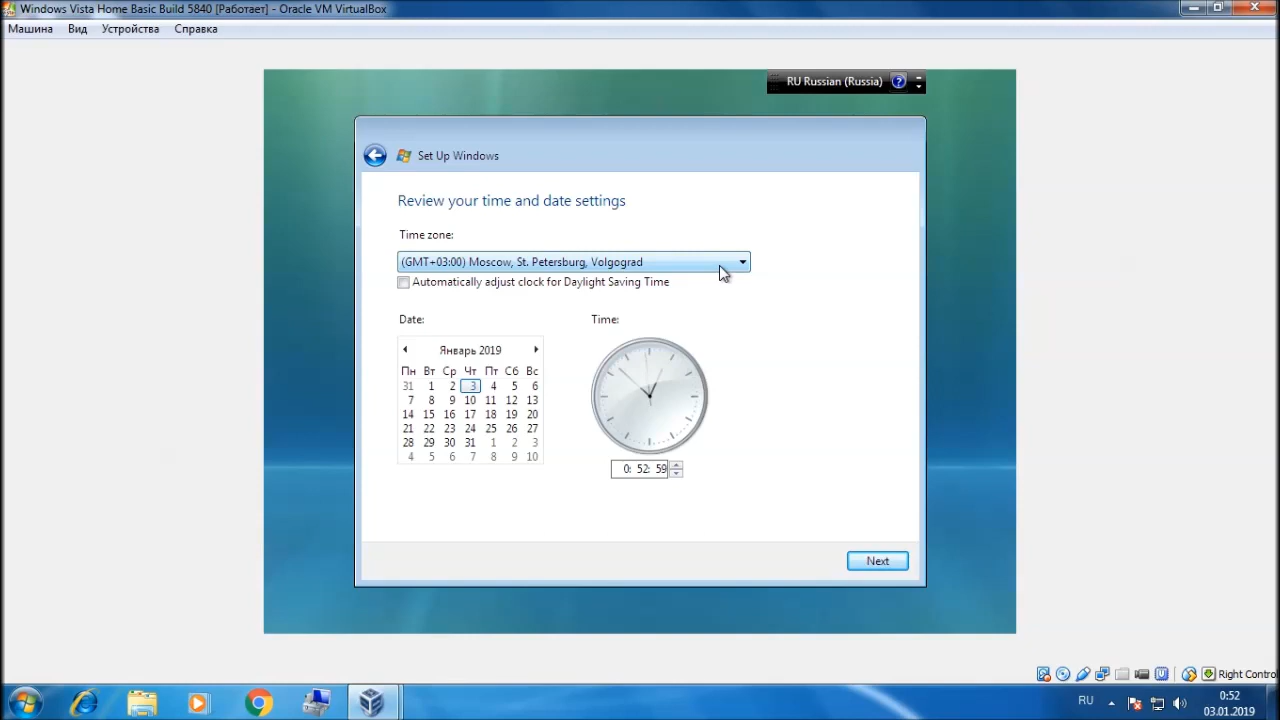 Windows Vista Home Basic Build 5840 [Работает] - Oracle VM VirtualBox
Машина Вид Устройства Справка
RU Russian (Russia)
Set Up Windows
Review your time and date settings
Time zone:
(GMT+03:00) Moscow, St. Petersburg, Volgograd
Automatically adjust clock for Daylight Saving Time
Date: Time:
Январь 2019
Пн Вт Ср Чт Пт Сб Вс
31 1 2 3 4 5 6
7 8 9 10 11 12 13
14 15 16 17 18 19 20
21 22 23 24 25 26 27
28 29 30 31 1 2 3
4 5 6 7 8 9 10
0: 52: 59
Next
Right Contro
RU
0:52
03.01.2019